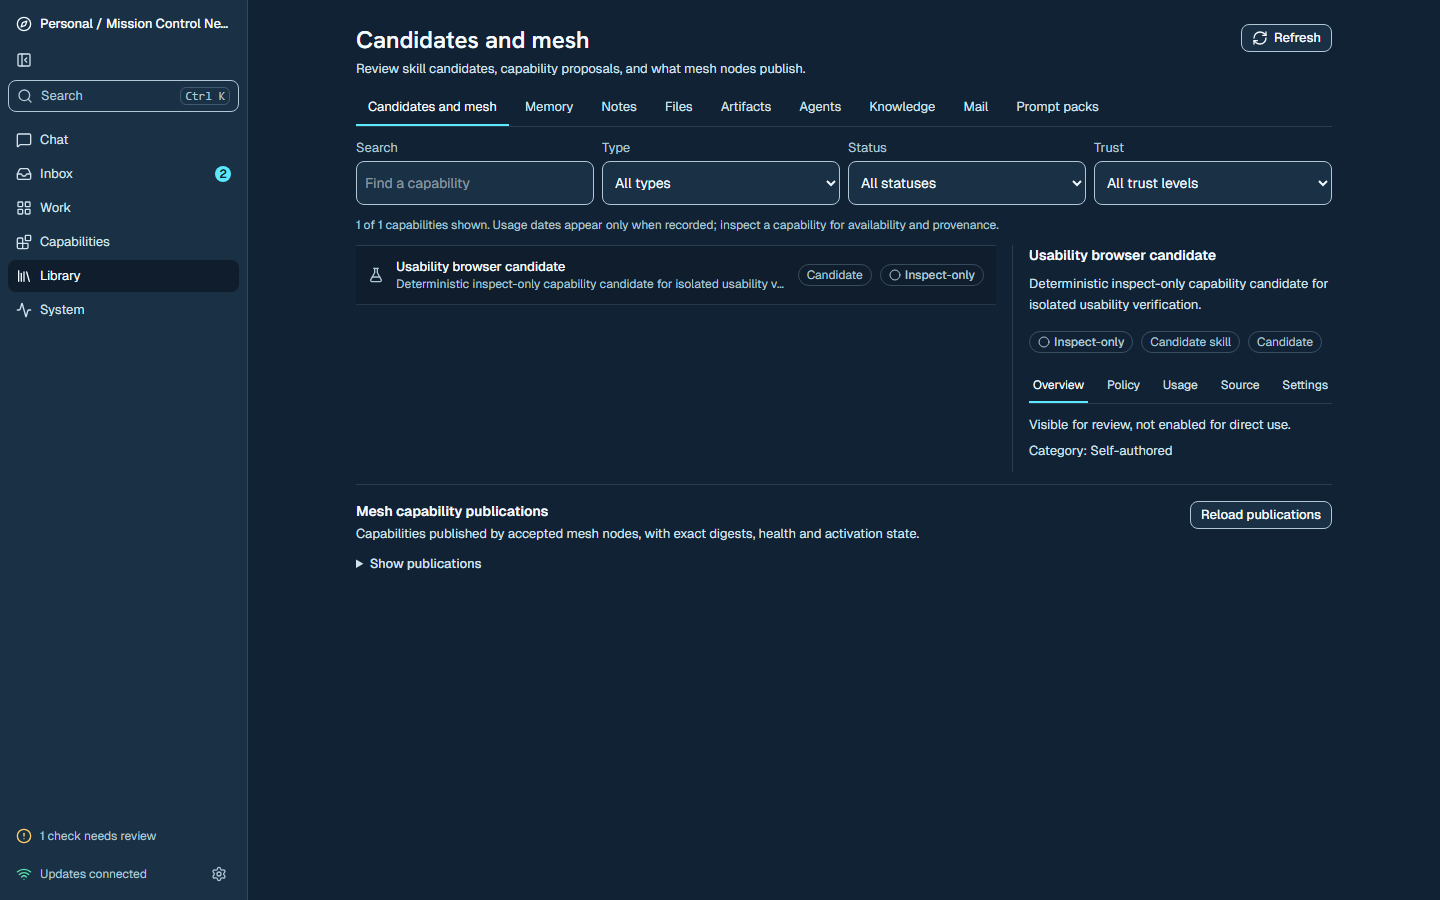 Personal / Mission Control Ne...
Search
Ctrl K
Chat
Inbox
2
Work
Capabilities
Library
System
1 check needs review
Updates connected
Candidates and mesh
Refresh
Review skill candidates, capability proposals, and what mesh nodes publish.
Candidates and mesh
Memory
Notes
Files
Artifacts
Agents
Knowledge
Mail
Prompt packs
Search
Type
Status
Trust
Find a capability
All types
All statuses
All trust levels
1 of 1 capabilities shown. Usage dates appear only when recorded; inspect a capability for availability and provenance.
Usability browser candidate
Deterministic inspect-only capability candidate for isolated usability v...
Candidate
Inspect-only
Usability browser candidate
Deterministic inspect-only capability candidate for
isolated usability verification.
Inspect-only
Candidate skill
Candidate
Overview
Policy
Usage
Source
Settings
Visible for review, not enabled for direct use.
Category: Self-authored
Mesh capability publications
Reload publications
Capabilities published by accepted mesh nodes, with exact digests, health and activation state.
Show publications